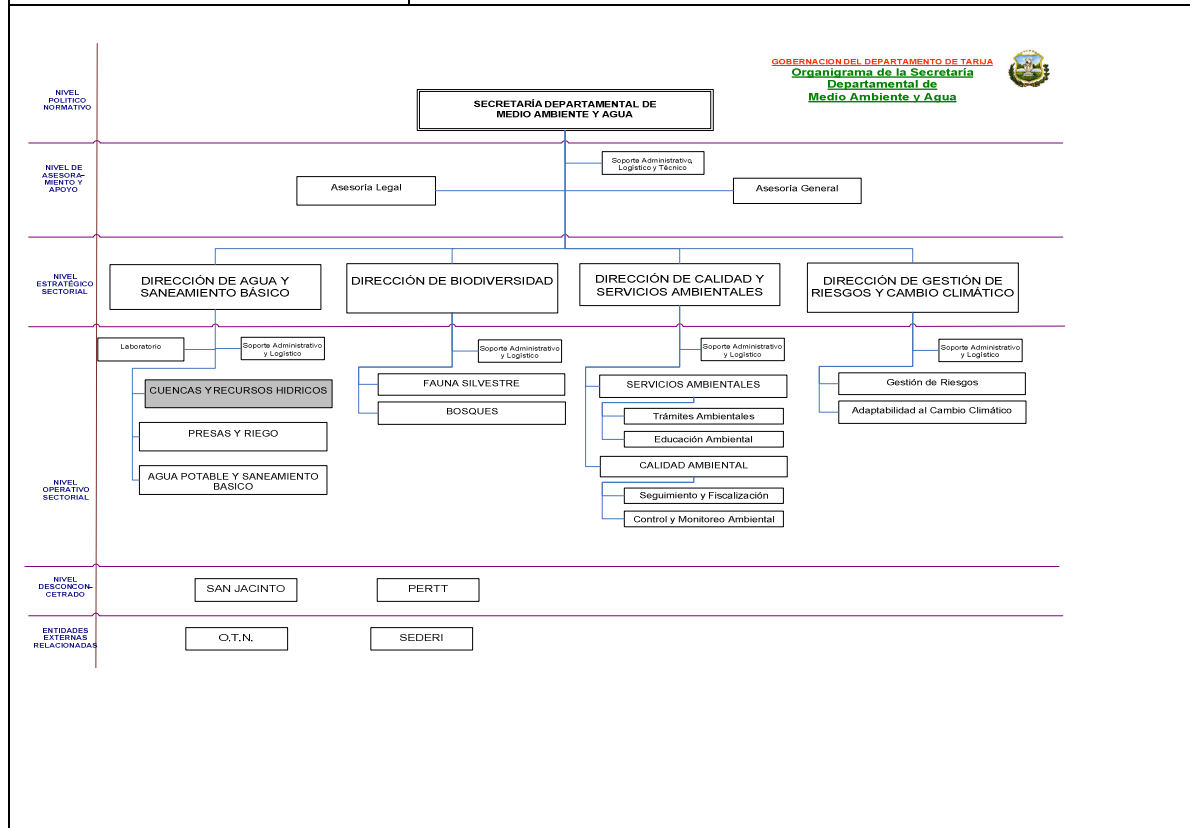 GOBERNACION DEL DEPARTAMENTO DE TARIJA
Organigrama de la Secretaría
Departamental de
Medio Ambiente y Agua
NIVEL
POLITICO
NORMATIVO
SECRETARÍA DEPARTAMENTAL DE
MEDIO AMBIENTE Y AGUA
NIVEL DE
ASESORA–
MIENTO Y
APOYO
Soporte Administrativo,
Logístico y Técnico
Asesoría Legal
Asesoría General
NIVEL
ESTRATÉGICO
SECTORIAL
DIRECCIÓN DE AGUA Y
SANEAMIENTO BÁSICO
DIRECCIÓN DE BIODIVERSIDAD
DIRECCIÓN DE CALIDAD Y
SERVICIOS AMBIENTALES
DIRECCIÓN DE GESTIÓN DE
RIESGOS Y CAMBIO CLIMÁTICO
NIVEL
OPERATIVO
SECTORIAL
Laboratorio
Soporte Administrativo
y Logístico
CUENCAS Y RECURSOS HIDRICOS
PRESAS Y RIEGO
AGUA POTABLE Y SANEAMIENTO
BASICO
Soporte Administrativo
y Logístico
FAUNA SILVESTRE
BOSQUES
Soporte Administrativo
y Logístico
SERVICIOS AMBIENTALES
Trámites Ambientales
Educación Ambiental
CALIDAD AMBIENTAL
Seguimiento y Fiscalización
Control y Monitoreo Ambiental
Soporte Administrativo
y Logístico
Gestión de Riesgos
Adaptabilidad al Cambio Climático
NIVEL
DESCONCON–
CETRADO
SAN JACINTO
PERTT
ENTIDADES
EXTERNAS
RELACIONADAS
O.T.N.
SEDERI